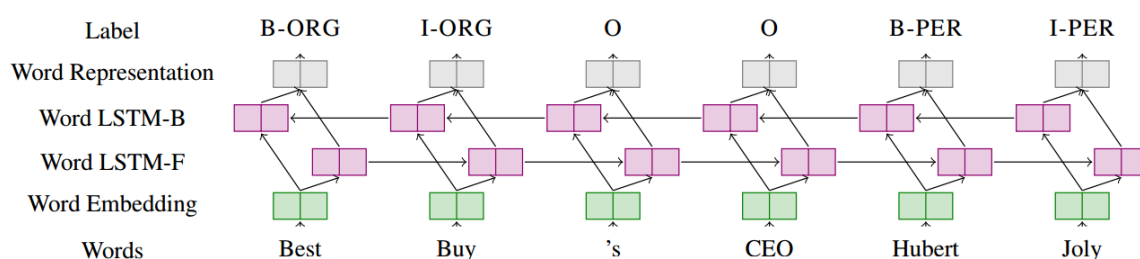 Label B-ORG I-ORG O O B-PER I-PER
Word Representation
Word LSTM-B
Word LSTM-F
Word Embedding
Words Best Buy 's CEO Hubert Joly